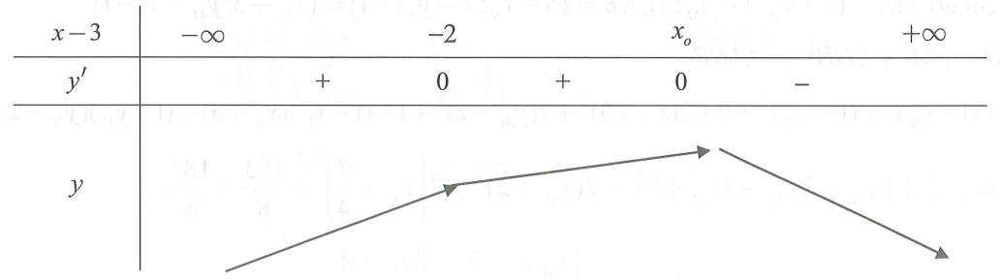 x−3 −∞ −2 xₒ +∞
y′ + 0 + 0 −
y